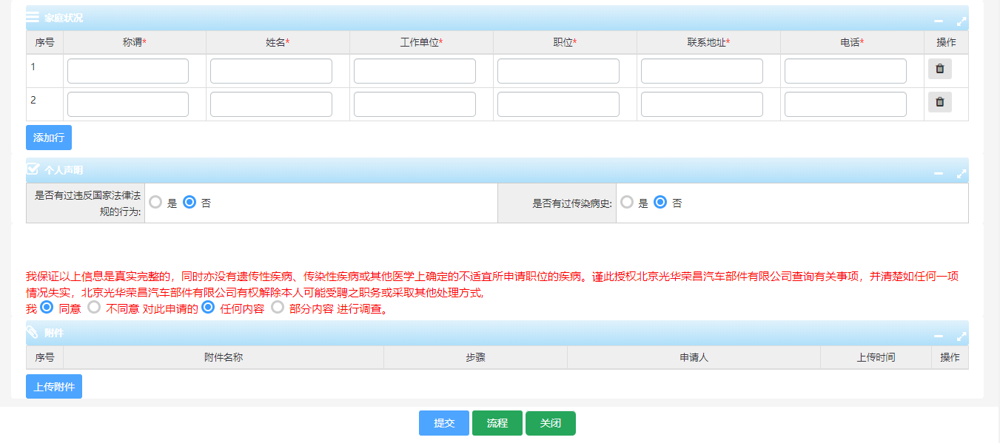 家庭状况
序号 称谓* 姓名* 工作单位* 职位* 联系地址* 电话* 操作
1
2
添加行
个人声明
是否有过违反国家法律法规的行为: 是 否 是否有过传染病史: 是 否
我保证以上信息是真实完整的，同时亦没有遗传性疾病、传染性疾病或其他医学上确定的不适宜所申请职位的疾病。谨此授权北京光华荣昌汽车部件有限公司查询有关事项，并清楚如任何一项
情况失实，北京光华荣昌汽车部件有限公司有权解除本人可能受聘之职务或采取其他处理方式,
我 同意 不同意 对此申请的 任何内容 部分内容 进行调查。
附件
序号 附件名称 步骤 申请人 上传时间 操作
上传附件
提交 流程 关闭